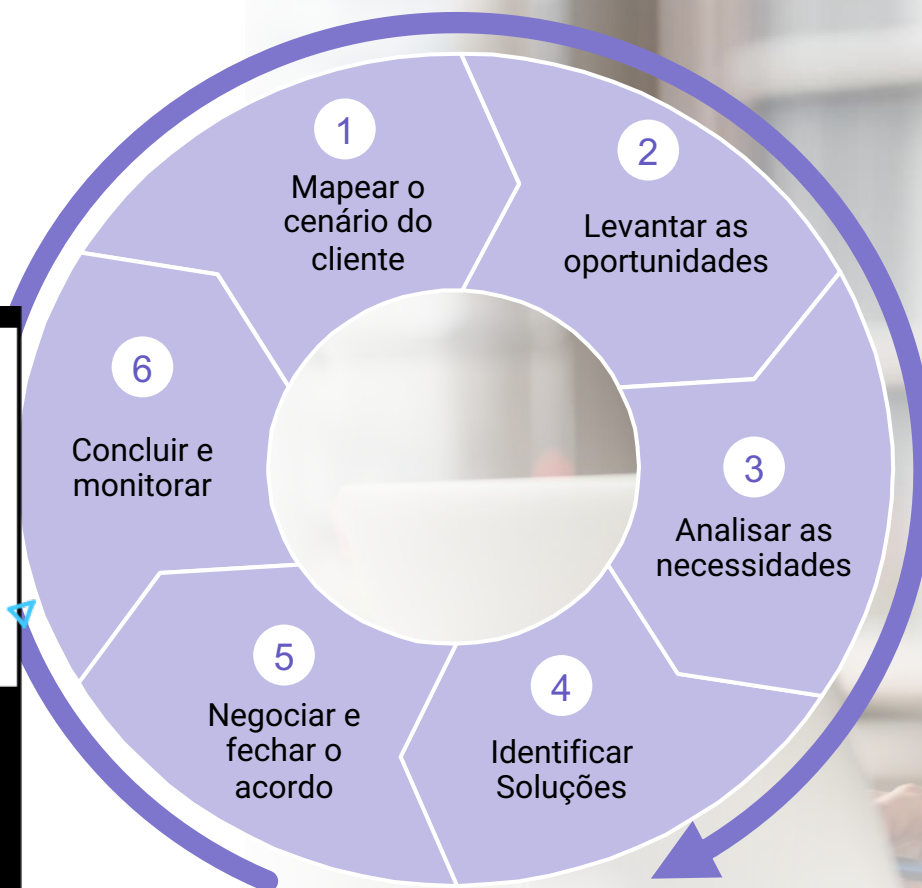 1
Mapear o
cenário do
cliente
2
Levantar as
oportunidades
3
Analisar as
necessidades
4
Identificar
Soluções
5
Negociar e
fechar o
acordo
6
Concluir e
monitorar